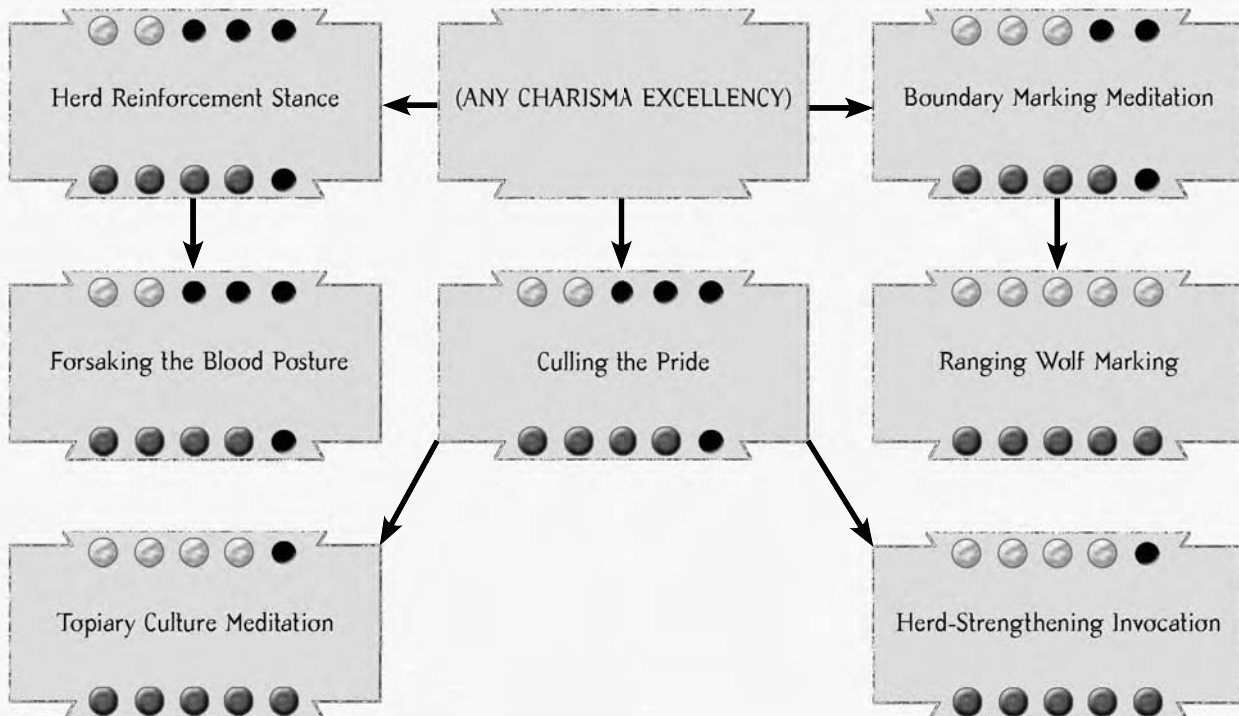 Herd Reinforcement Stance
(ANY CHARISMA EXCELLENCY)
Boundary Marking Meditation
Forsaking the Blood Posture
Culling the Pride
Ranging Wolf Marking
Topiary Culture Meditation
Herd-Strengthening Invocation